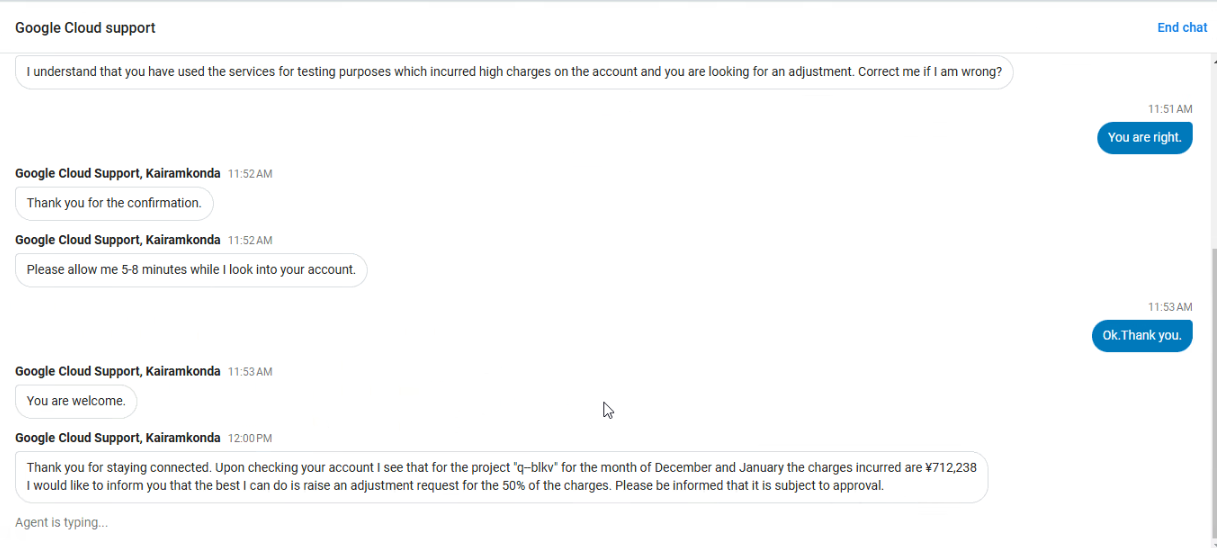 Google Cloud support
End chat
I understand that you have used the services for testing purposes which incurred high charges on the account and you are looking for an adjustment. Correct me if I am wrong?
11:51 AM
You are right.
Google Cloud Support, Kairamkonda 11:52 AM
Thank you for the confirmation.
Google Cloud Support, Kairamkonda 11:52 AM
Please allow me 5-8 minutes while I look into your account.
11:53 AM
Ok.Thank you.
Google Cloud Support, Kairamkonda 11:53 AM
You are welcome.
Google Cloud Support, Kairamkonda 12:00 PM
Thank you for staying connected. Upon checking your account I see that for the project "q--blkv" for the month of December and January the charges incurred are ¥712,238
I would like to inform you that the best I can do is raise an adjustment request for the 50% of the charges. Please be informed that it is subject to approval.
Agent is typing...